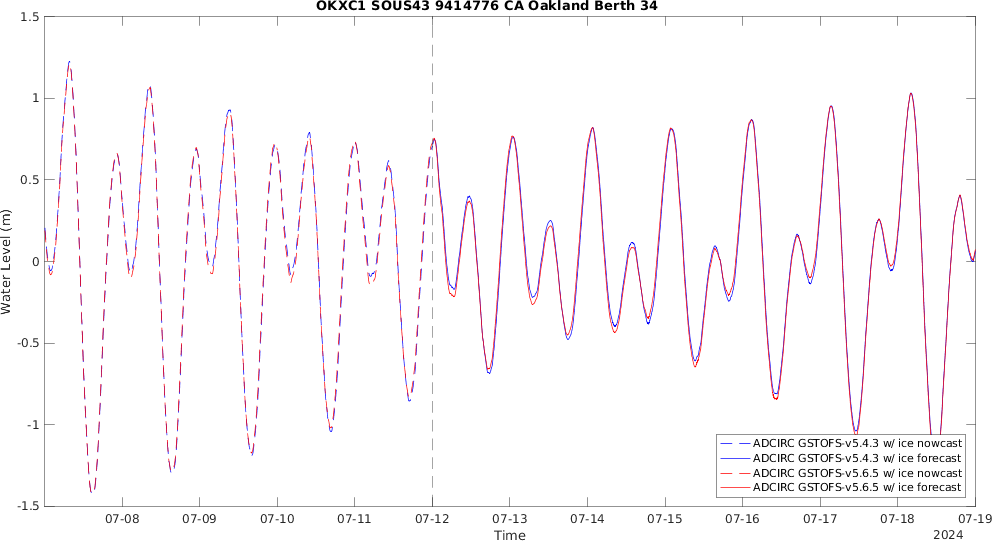 OKXC1 SOUS43 9414776 CA Oakland Berth 34
1.5
1
0.5
0
-0.5
-1
-1.5
Water Level (m)
07-08 07-09 07-10 07-11 07-12 07-13 07-14 07-15 07-16 07-17 07-18 07-19
Time
2024
ADCIRC GSTOFS-v5.4.3 w/ ice nowcast
ADCIRC GSTOFS-v5.4.3 w/ ice forecast
ADCIRC GSTOFS-v5.6.5 w/ ice nowcast
ADCIRC GSTOFS-v5.6.5 w/ ice forecast